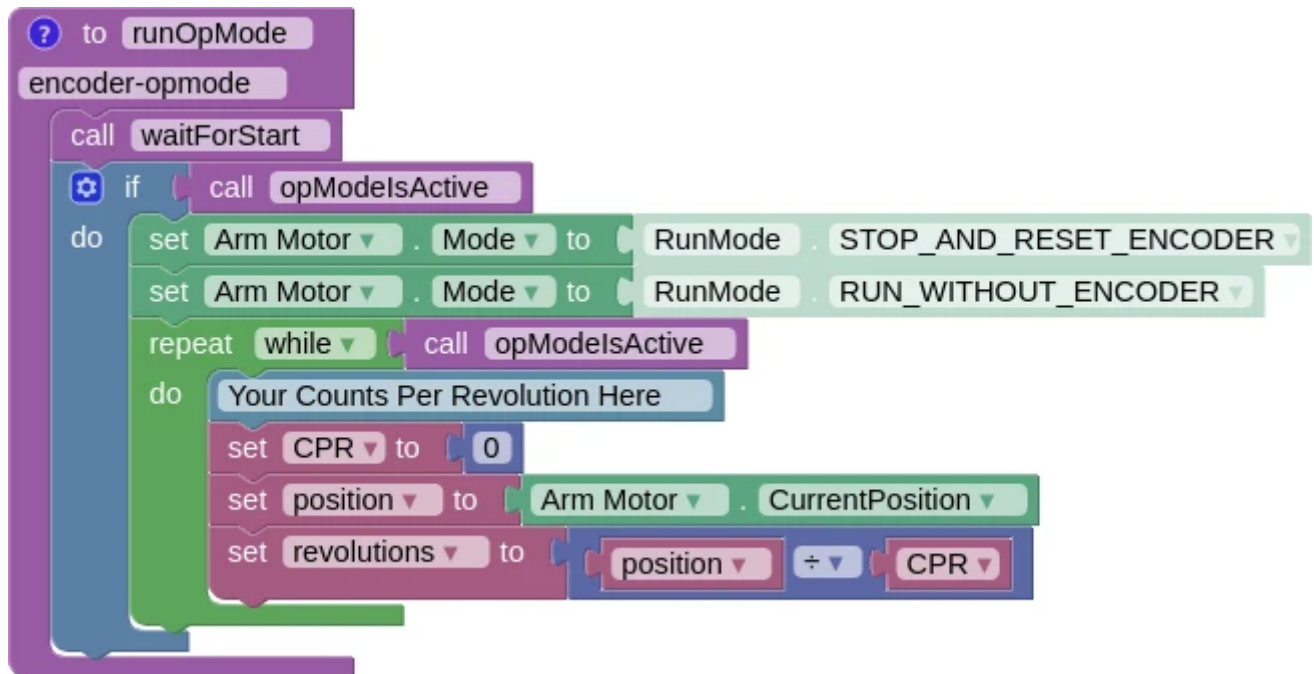 ? to runOpMode
encoder-opmode
call waitForStart
if call opModeIsActive
do set Arm Motor . Mode to RunMode . STOP_AND_RESET_ENCODER
set Arm Motor . Mode to RunMode . RUN_WITHOUT_ENCODER
repeat while call opModeIsActive
do Your Counts Per Revolution Here
set CPR to 0
set position to Arm Motor . CurrentPosition
set revolutions to position ÷ CPR